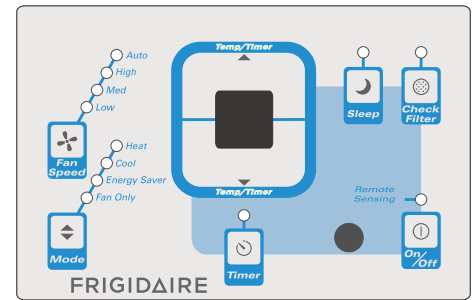 Temp/Timer
Auto
High
Med
Low
Fan
Speed
Sleep
Check
Filter
Heat
Cool
Energy Saver
Fan Only
Mode
Temp/Timer
Remote
Sensing
Timer
On/Off
FRIGIDAIRE